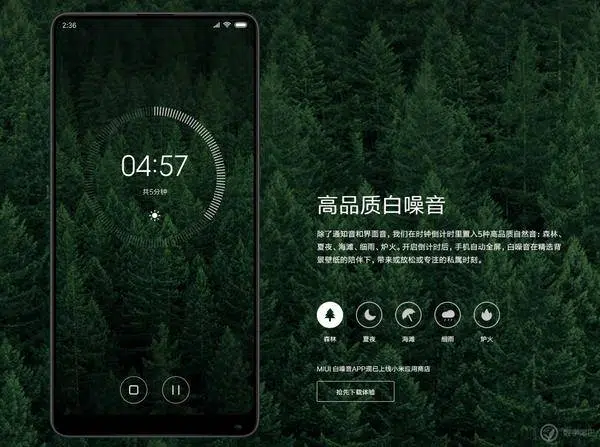 2:36
04:57
共5分钟
高品质白噪音
除了通知音和界面音，我们在时钟倒计时里置入5种高品质自然音：森林、
夏夜、海滩、细雨、炉火。开启倒计时后，手机自动全屏，白噪音在精选背
景壁纸的陪伴下，带来或放松或专注的私属时刻。
森林 夏夜 海滩 细雨 炉火
MIUI 白噪音APP现已上线小米应用商店
抢先下载体验